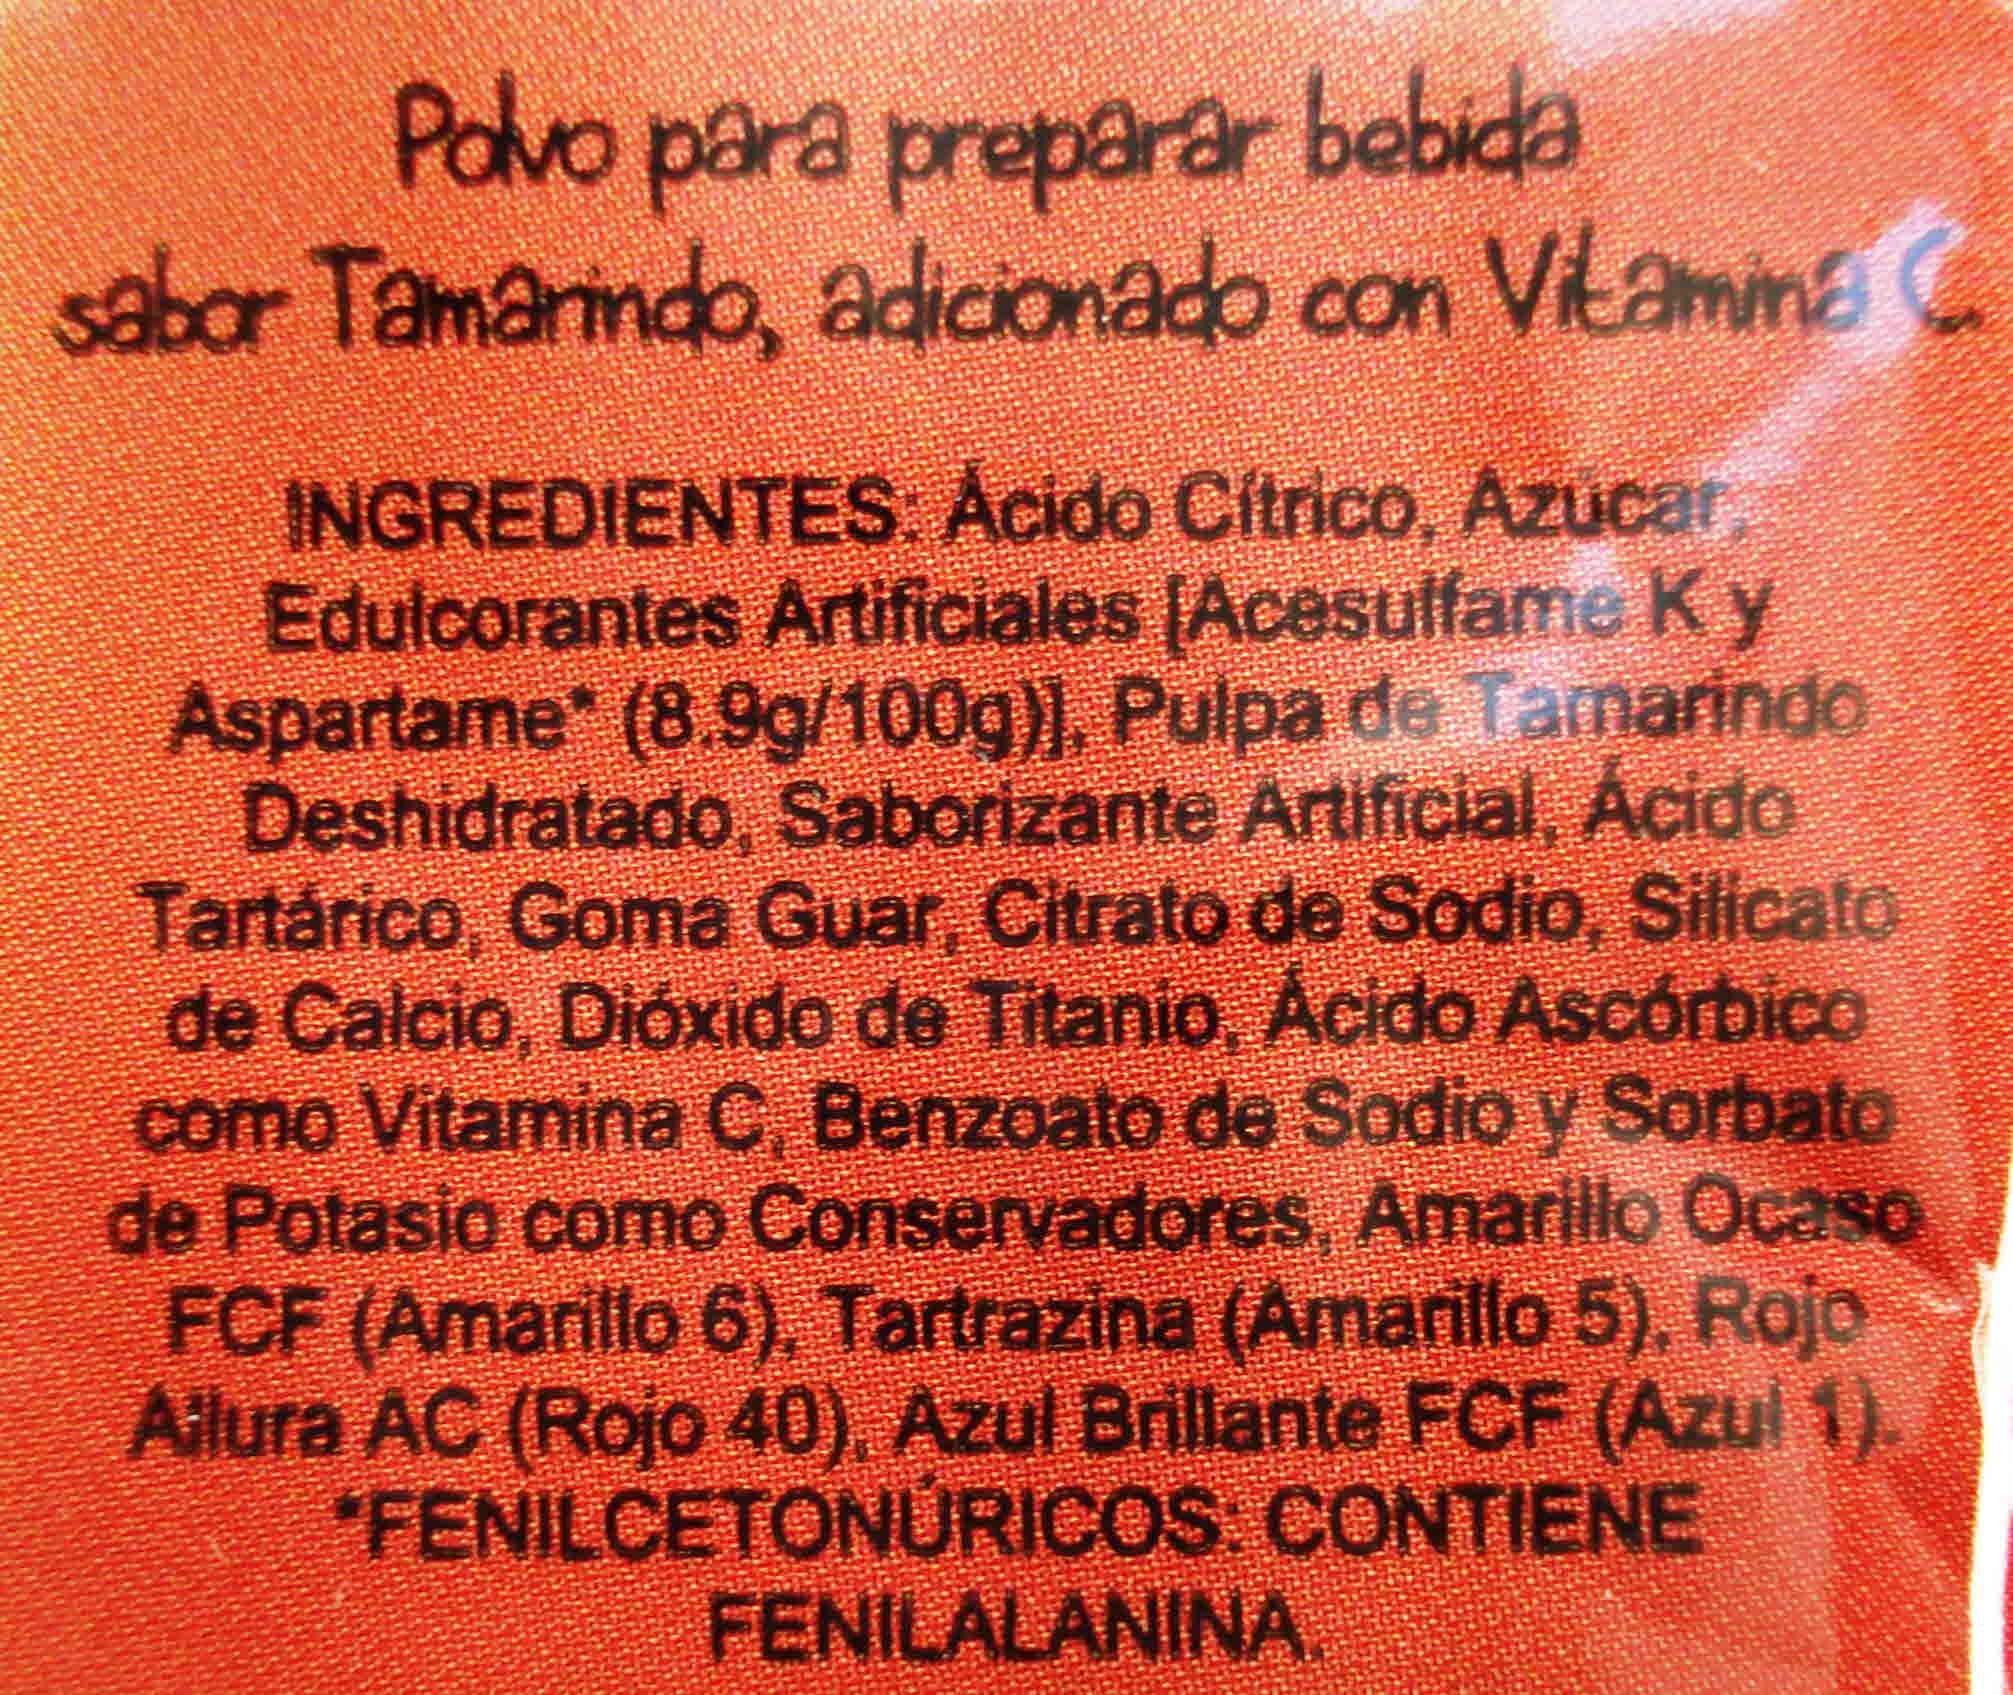 Polvo para preparar bebida
sabor Tamarindo, adicionado con Vitamina C.
INGREDIENTES: Ácido Cítrico, Azúcar,
Edulcorantes Artificiales [Acesulfame K y
Aspartame* (8.9g/100g)], Pulpa de Tamarindo
Deshidratado, Saborizante Artificial, Ácido
Tartárico, Goma Guar, Citrato de Sodio, Silicato
de Calcio, Dióxido de Titanio, Ácido Ascórbico
como Vitamina C, Benzoato de Sodio y Sorbato
de Potasio como Conservadores, Amarillo Ocaso
FCF (Amarillo 6), Tartrazina (Amarillo 5), Rojo
Allura AC (Rojo 40), Azul Brillante FCF (Azul 1).
*FENILCETONÚRICOS: CONTIENE
FENILALANINA.